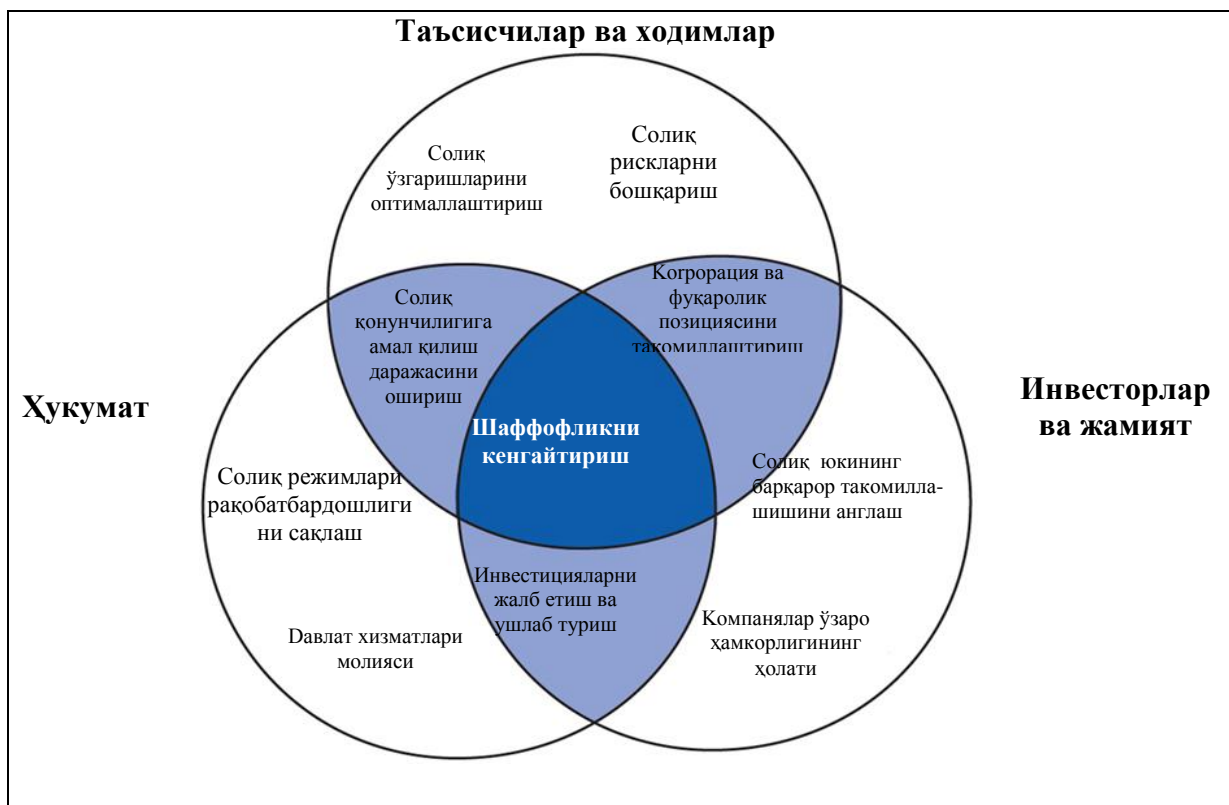 Таъсисчилар ва ходимлар
Солиқ
ўзгаришларини
оптималлаштириш
Солиқ
рискларни
бошқариш
Солиқ
қонунчилигига
амал қилиш
даражасини
ошириш
Когрорация ва
фуқаролик
позициясини
такомиллаштириш
Ҳукумат
Инвесторлар
ва жамият
Шаффофликни
кенгайтириш
Солиқ режимлари
рақобатбардошлиги
ни сақлаш
Солиқ юкининг
барқарор такомилла-
шишини англаш
Инвестицияларни
жалб етиш ва
ушлаб туриш
Dавлат хизматлари
молияси
Компанялар ўзаро
ҳамкорлигининг
ҳолати